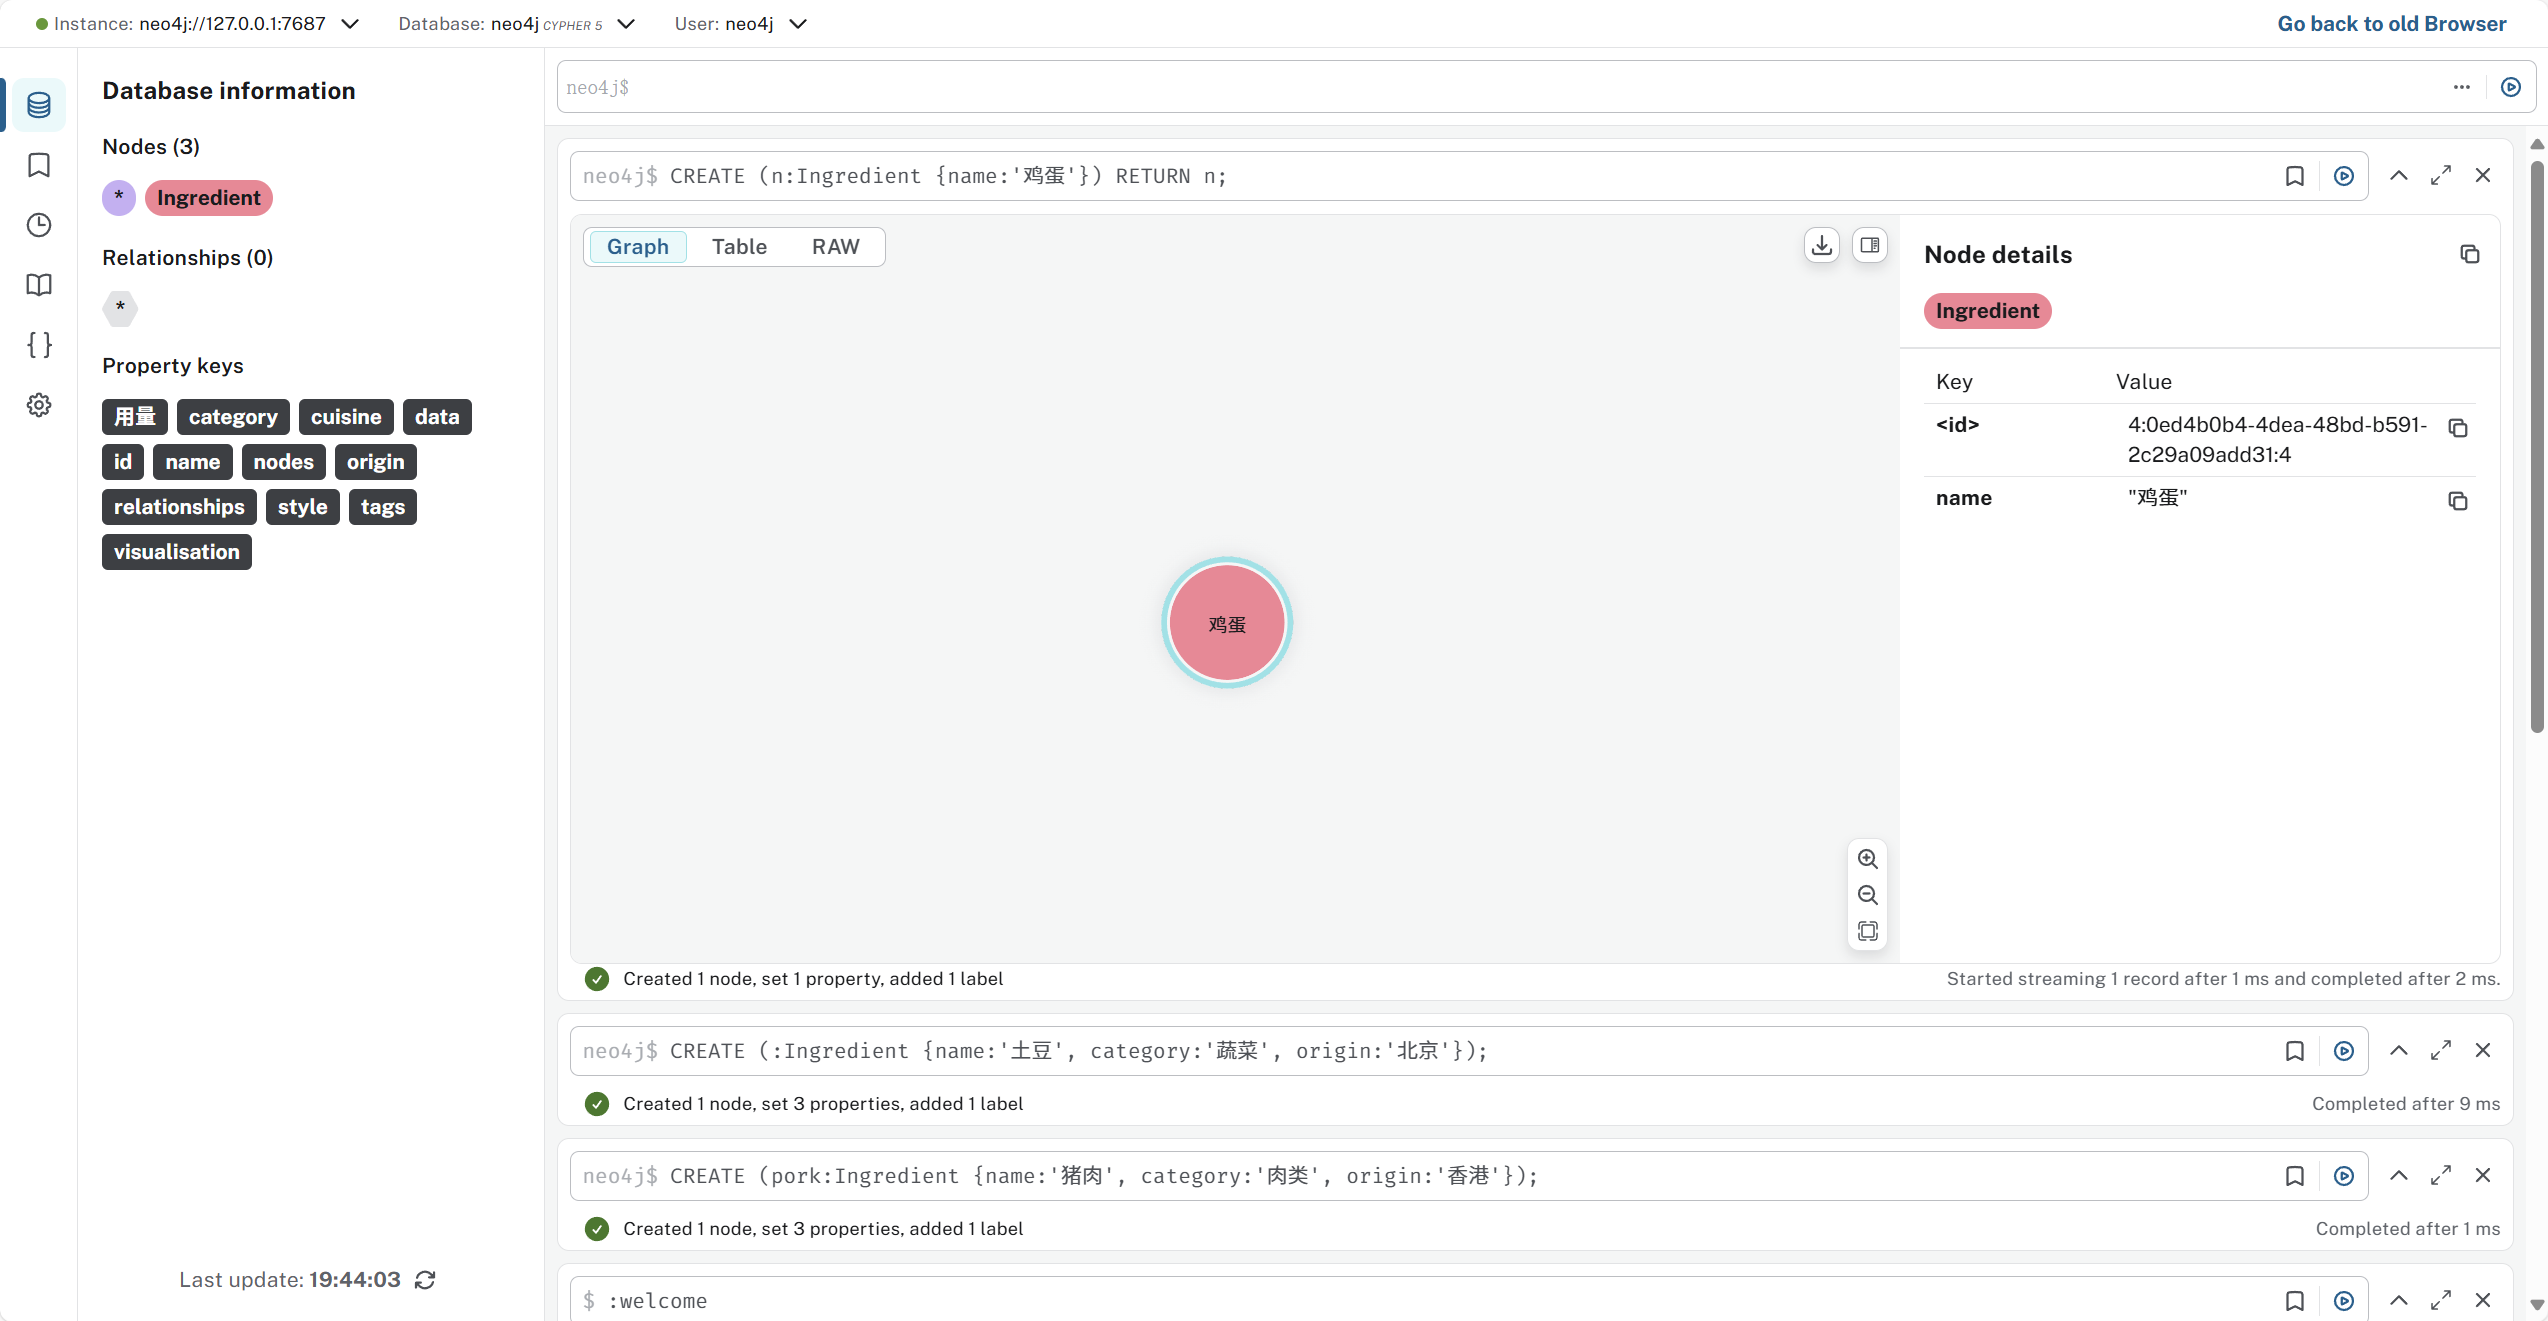 Instance: neo4j://127.0.0.1:7687 Database: neo4j CYPHER 5 User: neo4j Go back to old Browser
Database information
Nodes (3)
* Ingredient
Relationships (0)
*
Property keys
用量 category cuisine data
id name nodes origin
relationships style tags
visualisation
Last update: 19:44:03
neo4j$
neo4j$ CREATE (n:Ingredient {name:'鸡蛋'}) RETURN n;
Graph Table RAW
鸡蛋
Node details
Ingredient
Key Value
<id> 4:0ed4b0b4-4dea-48bd-b591-
2c29a09add31:4
name "鸡蛋"
Created 1 node, set 1 property, added 1 label
Started streaming 1 record after 1 ms and completed after 2 ms.
neo4j$ CREATE (:Ingredient {name:'土豆', category:'蔬菜', origin:'北京'});
Created 1 node, set 3 properties, added 1 label
Completed after 9 ms
neo4j$ CREATE (pork:Ingredient {name:'猪肉', category:'肉类', origin:'香港'});
Created 1 node, set 3 properties, added 1 label
Completed after 1 ms
$ :welcome